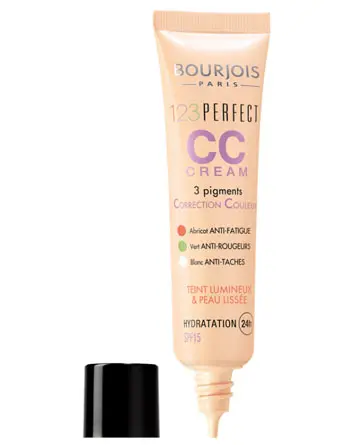 BOURJOIS
PARIS
123 PERFECT
CC
CREAM
3 pigments
CORRECTION COULEUR
Abricot ANTI-FATIGUE
Vert ANTI-ROUGEURS
Blanc ANTI-TACHES
TEINT LUMINEUX
& PEAU LISSÉE
HYDRATATION 24h
SPF15